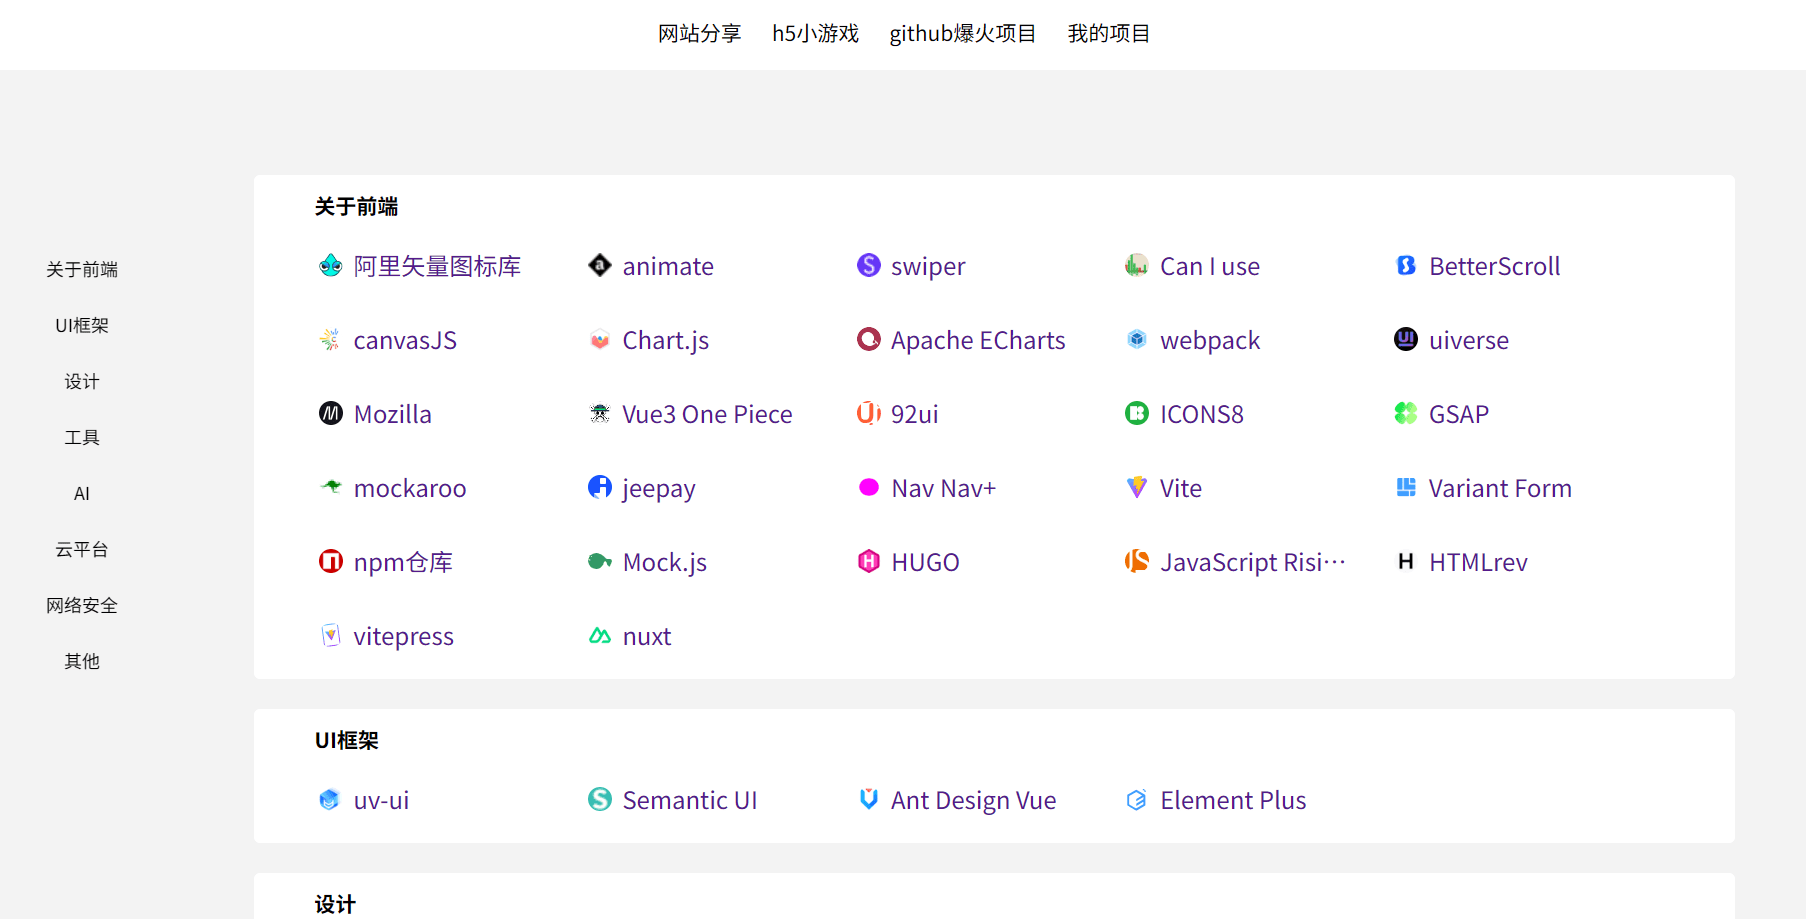 网站分享 h5小游戏 github爆火项目 我的项目
关于前端
UI框架
设计
工具
AI
云平台
网络安全
其他
关于前端
阿里矢量图标库 animate swiper Can I use BetterScroll
canvasJS Chart.js Apache ECharts webpack uiverse
Mozilla Vue3 One Piece 92ui ICONS8 GSAP
mockaroo jeepay Nav Nav+ Vite Variant Form
npm仓库 Mock.js HUGO JavaScript Risi… HTMLrev
vitepress nuxt
UI框架
uv-ui Semantic UI Ant Design Vue Element Plus
设计